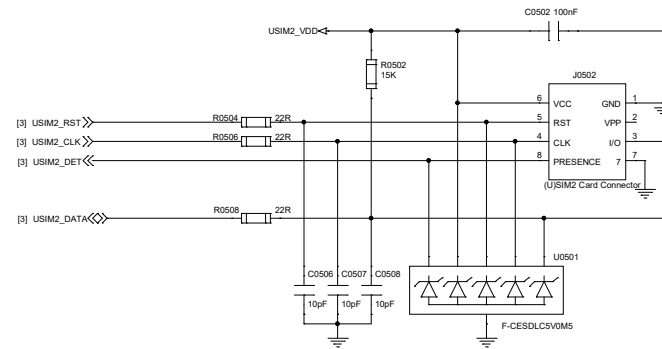 C0502 100nF
USIM2_VDD
R0502
15K
J0502
6 VCC GND 1
[3] USIM2_RST R0504 22R 5 RST VPP 2
[3] USIM2_CLK R0506 22R 4 CLK I/O 3
[3] USIM2_DET 8 PRESENCE 7 7
(U)SIM2 Card Connector
[3] USIM2_DATA R0508 22R
U0501
C0506 C0507 C0508
10pF 10pF 10pF
F-CESDLC5V0M5